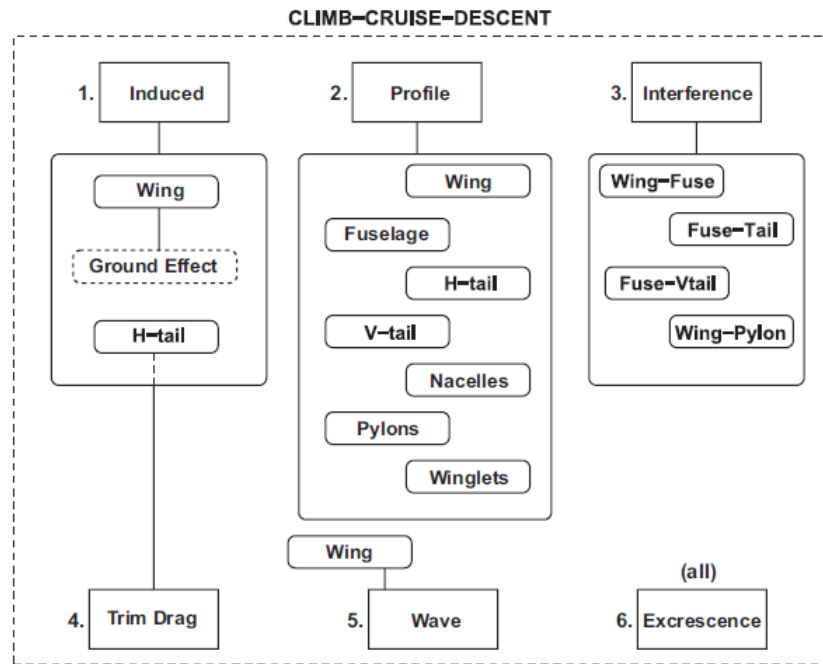 CLIMB−CRUISE−DESCENT
1. Induced
2. Profile
3. Interference
Wing
Ground Effect
H−tail
Wing
Fuselage
H−tail
V−tail
Nacelles
Pylons
Winglets
Wing−Fuse
Fuse−Tail
Fuse−Vtail
Wing−Pylon
4. Trim Drag
Wing
5. Wave
(all)
6. Excrescence